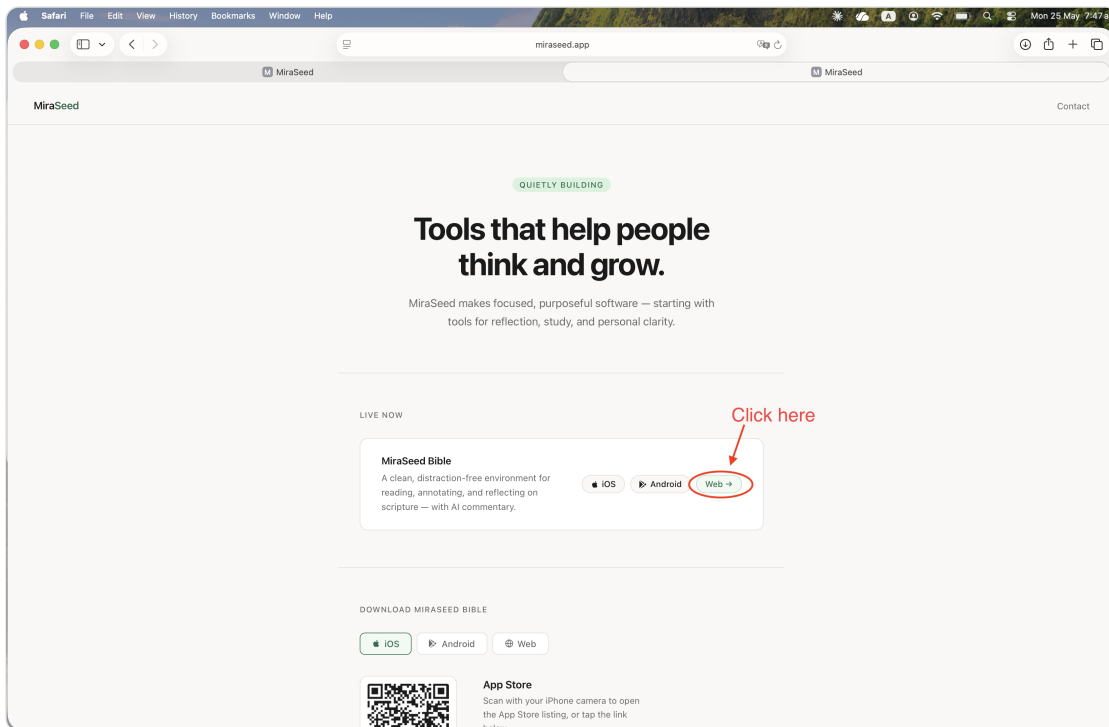 Safari File Edit View History Bookmarks Window Help
A
Mon 25 May 7:47a
miraseed.app
M MiraSeed
M MiraSeed
MiraSeed
Contact
QUIETLY BUILDING
Tools that help people
think and grow.
MiraSeed makes focused, purposeful software — starting with
tools for reflection, study, and personal clarity.
LIVE NOW
Click here
MiraSeed Bible
A clean, distraction-free environment for
reading, annotating, and reflecting on
scripture — with AI commentary.
iOS
Android
Web →
DOWNLOAD MIRASEED BIBLE
iOS
Android
Web
App Store
Scan with your iPhone camera to open
the App Store listing, or tap the link